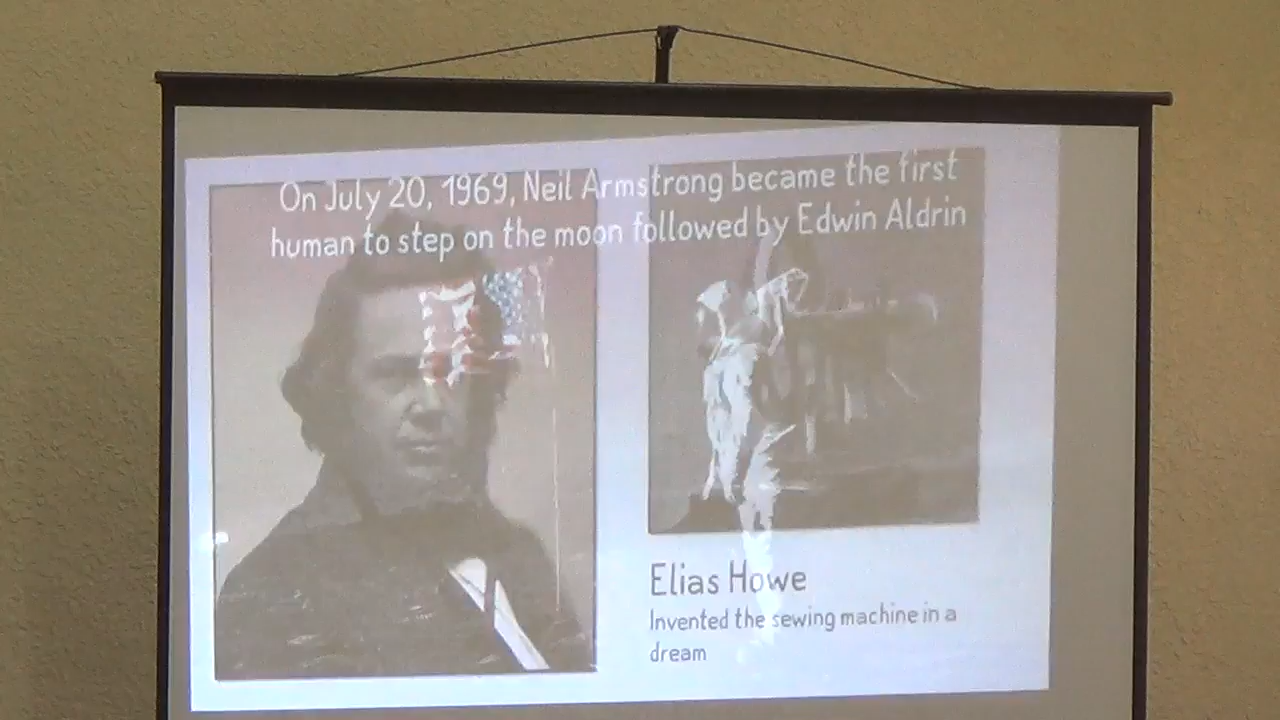 On July 20, 1969, Neil Armstrong became the first
human to step on the moon followed by Edwin Aldrin
Elias Howe
Invented the sewing machine in a
dream